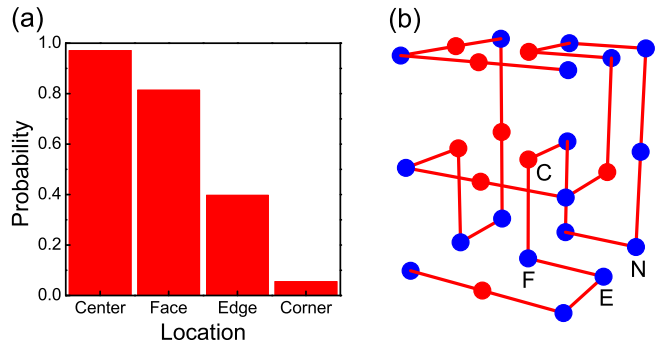 (a)
1.0
0.8
0.6
0.4
0.2
0.0
Probability
Center Face Edge Corner
Location
(b)
C
F
E
N